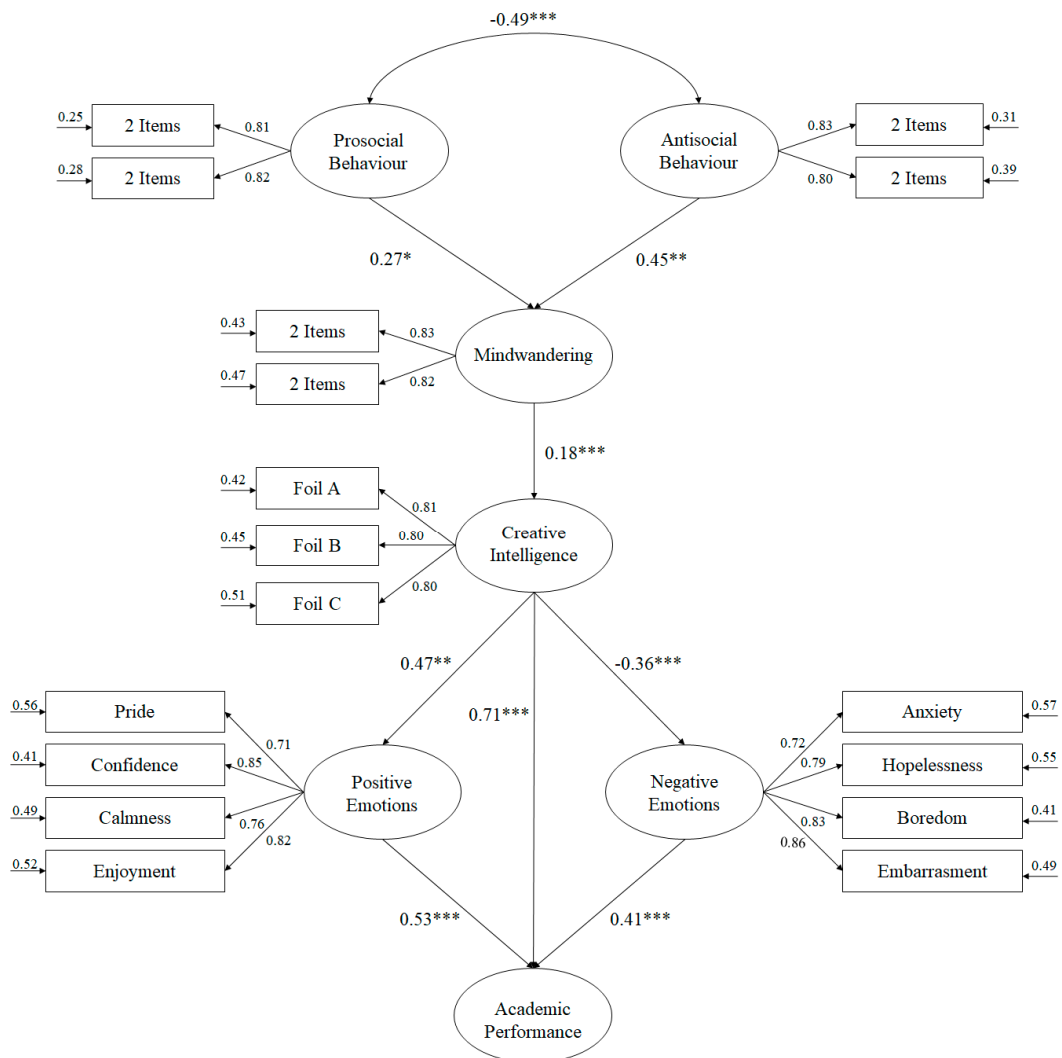 -0.49***
0.25
2 Items
0.81
Prosocial
Behaviour
0.28
2 Items
0.82
Antisocial
Behaviour
0.83
2 Items
0.31
0.80
2 Items
0.39
0.27*
0.45**
0.43
2 Items
0.83
Mindwandering
0.47
2 Items
0.82
0.18***
0.42
Foil A
0.81
Creative
Intelligence
0.45
Foil B
0.80
0.51
Foil C
0.80
0.47**
0.71***
-0.36***
0.56
Pride
0.71
0.41
Confidence
0.85
0.49
Calmness
0.76
0.52
Enjoyment
0.82
Positive
Emotions
Negative
Emotions
0.72
Anxiety
0.57
0.79
Hopelessness
0.55
0.83
Boredom
0.41
0.86
Embarrasment
0.49
0.53***
0.41***
Academic
Performance